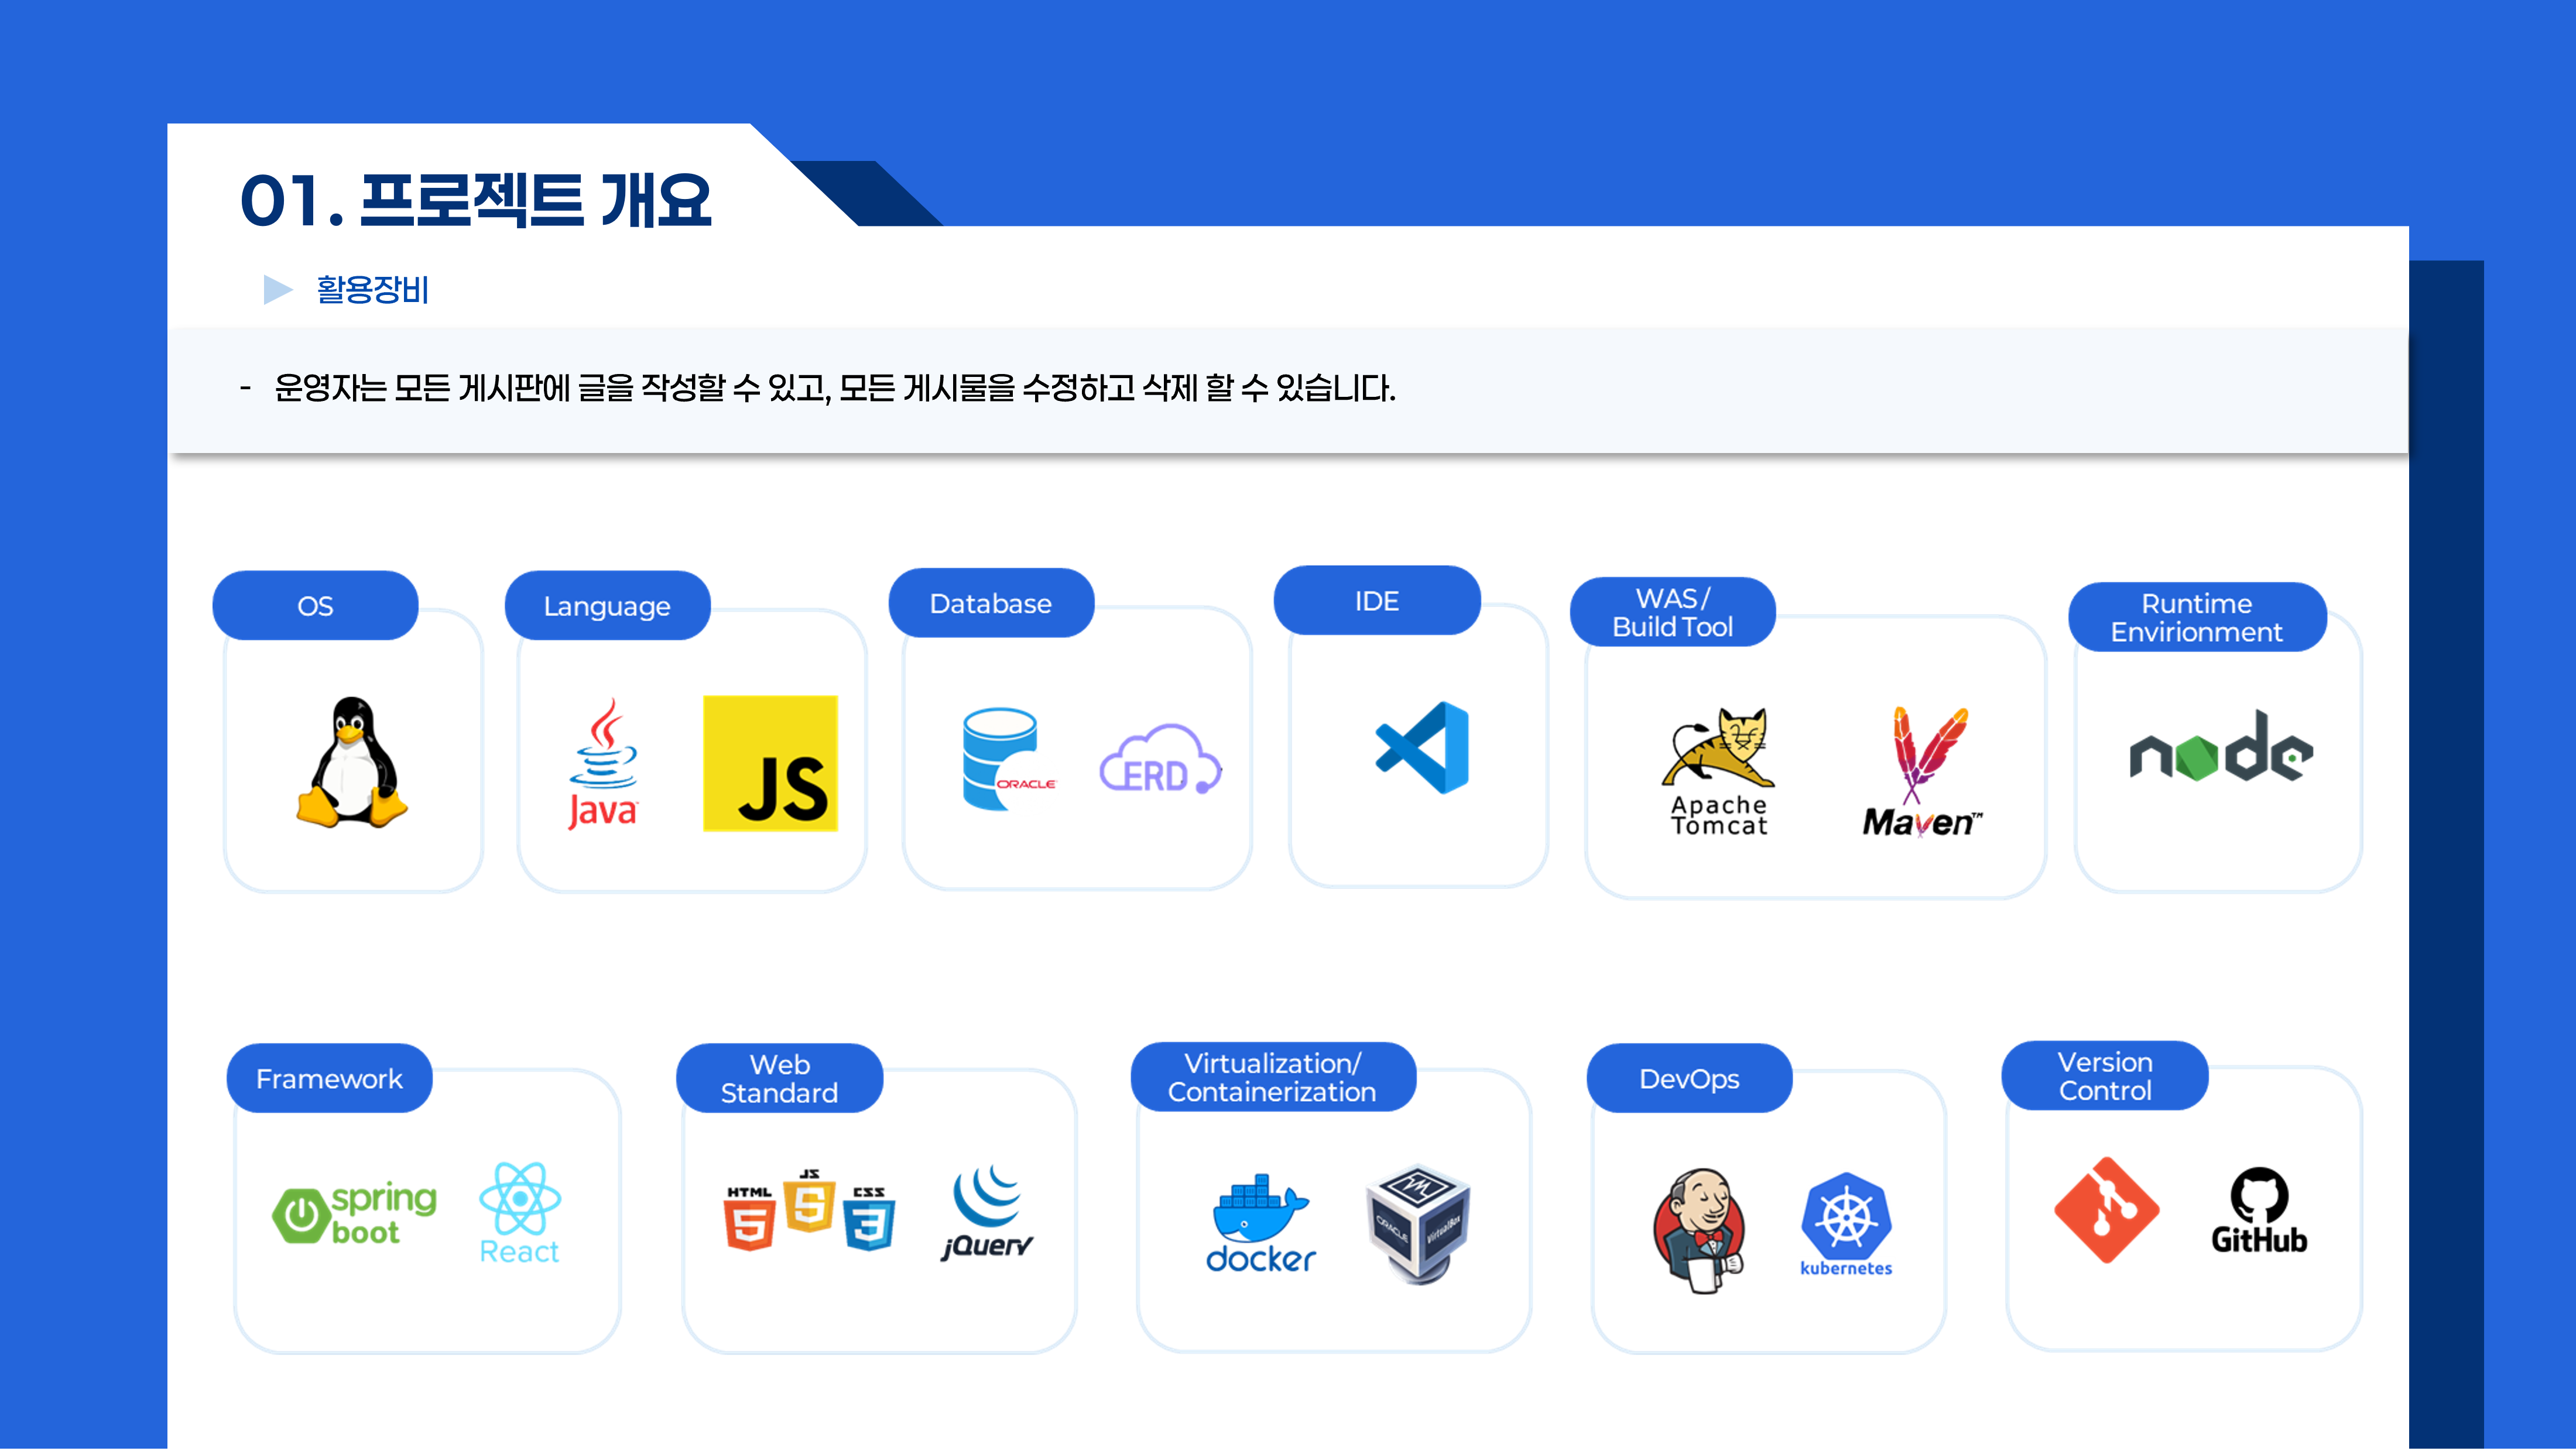 01. 프로젝트 개요
활용장비
- 운영자는 모든 게시판에 글을 작성할 수 있고, 모든 게시물을 수정하고 삭제 할 수 있습니다.
OS
Language
Database
IDE
WAS /
Build Tool
Runtime
Envirionment
Java
JS
ORACLE
ERD
Apache
Tomcat
Maven™
node
Framework
Web
Standard
Virtualization/
Containerization
DevOps
Version
Control
spring
boot
React
HTML
5
JS
5
CSS
3
jQuery
docker
ORACLE
VirtualBox
kubernetes
GitHub